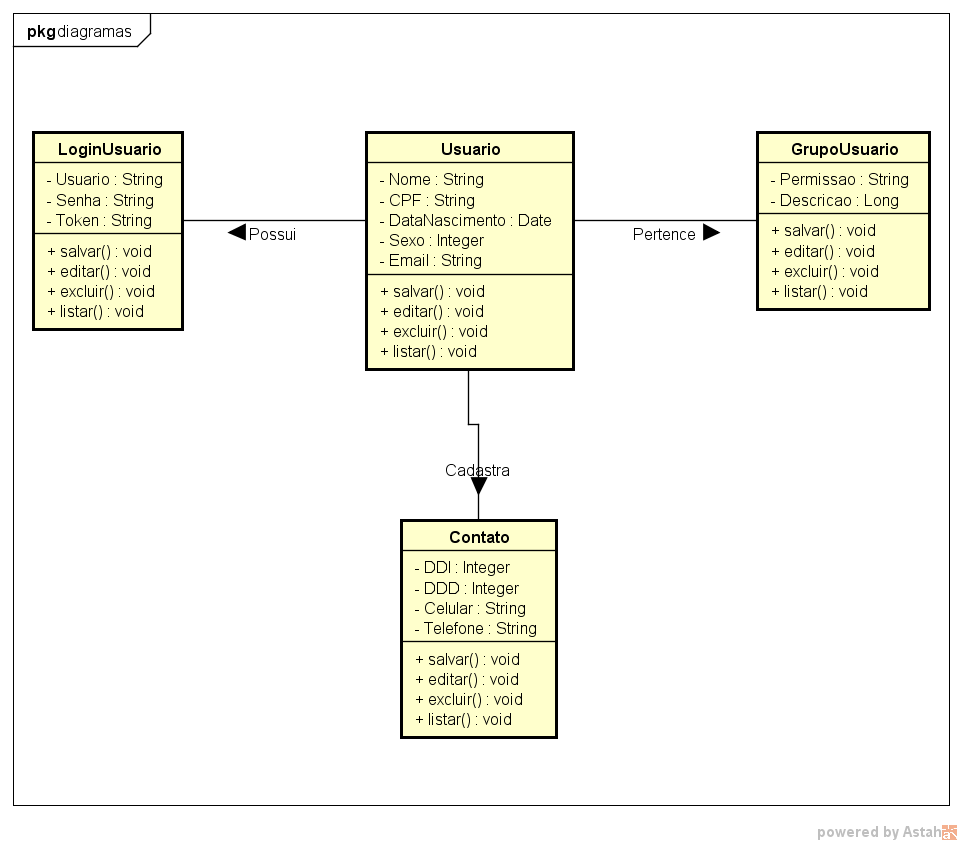 pkg diagramas
LoginUsuario
- Usuario : String
- Senha : String
- Token : String
+ salvar() : void
+ editar() : void
+ excluir() : void
+ listar() : void
Possui
Usuario
- Nome : String
- CPF : String
- DataNascimento : Date
- Sexo : Integer
- Email : String
+ salvar() : void
+ editar() : void
+ excluir() : void
+ listar() : void
Pertence
GrupoUsuario
- Permissao : String
- Descricao : Long
+ salvar() : void
+ editar() : void
+ excluir() : void
+ listar() : void
Cadastra
Contato
- DDI : Integer
- DDD : Integer
- Celular : String
- Telefone : String
+ salvar() : void
+ editar() : void
+ excluir() : void
+ listar() : void
powered by Astah